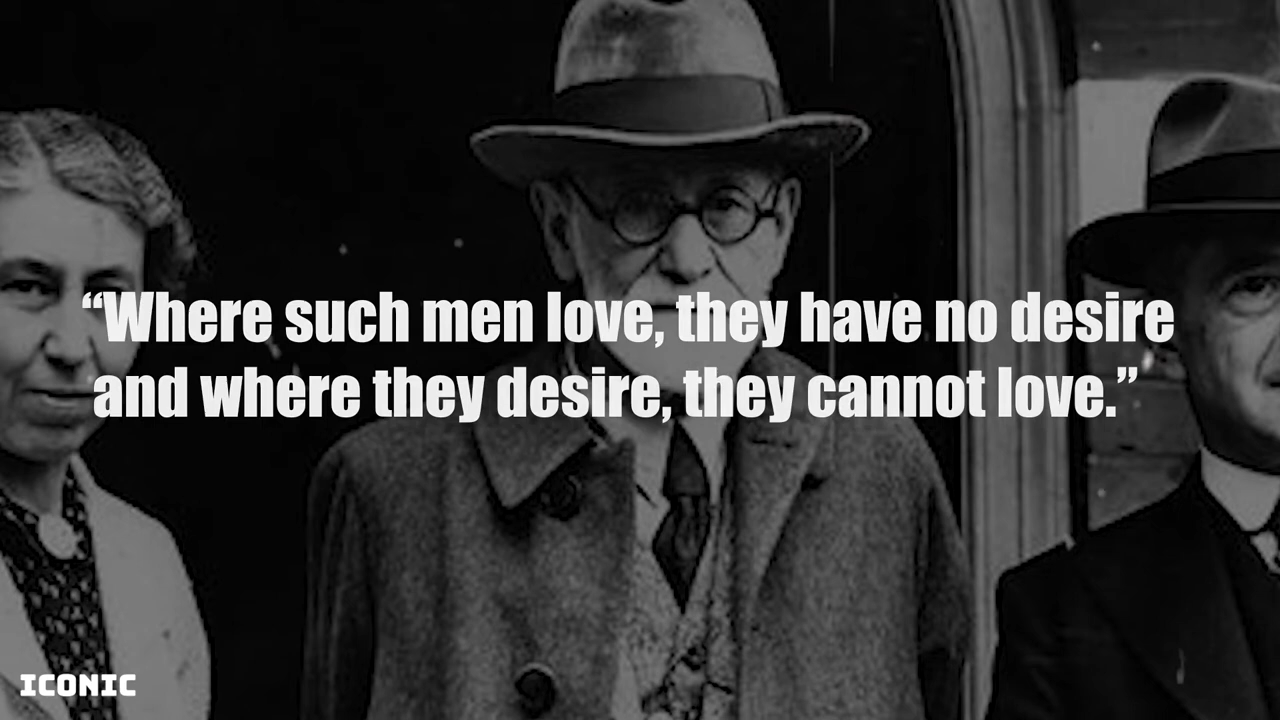 “Where such men love, they have no desire
and where they desire, they cannot love.”
ICONIC